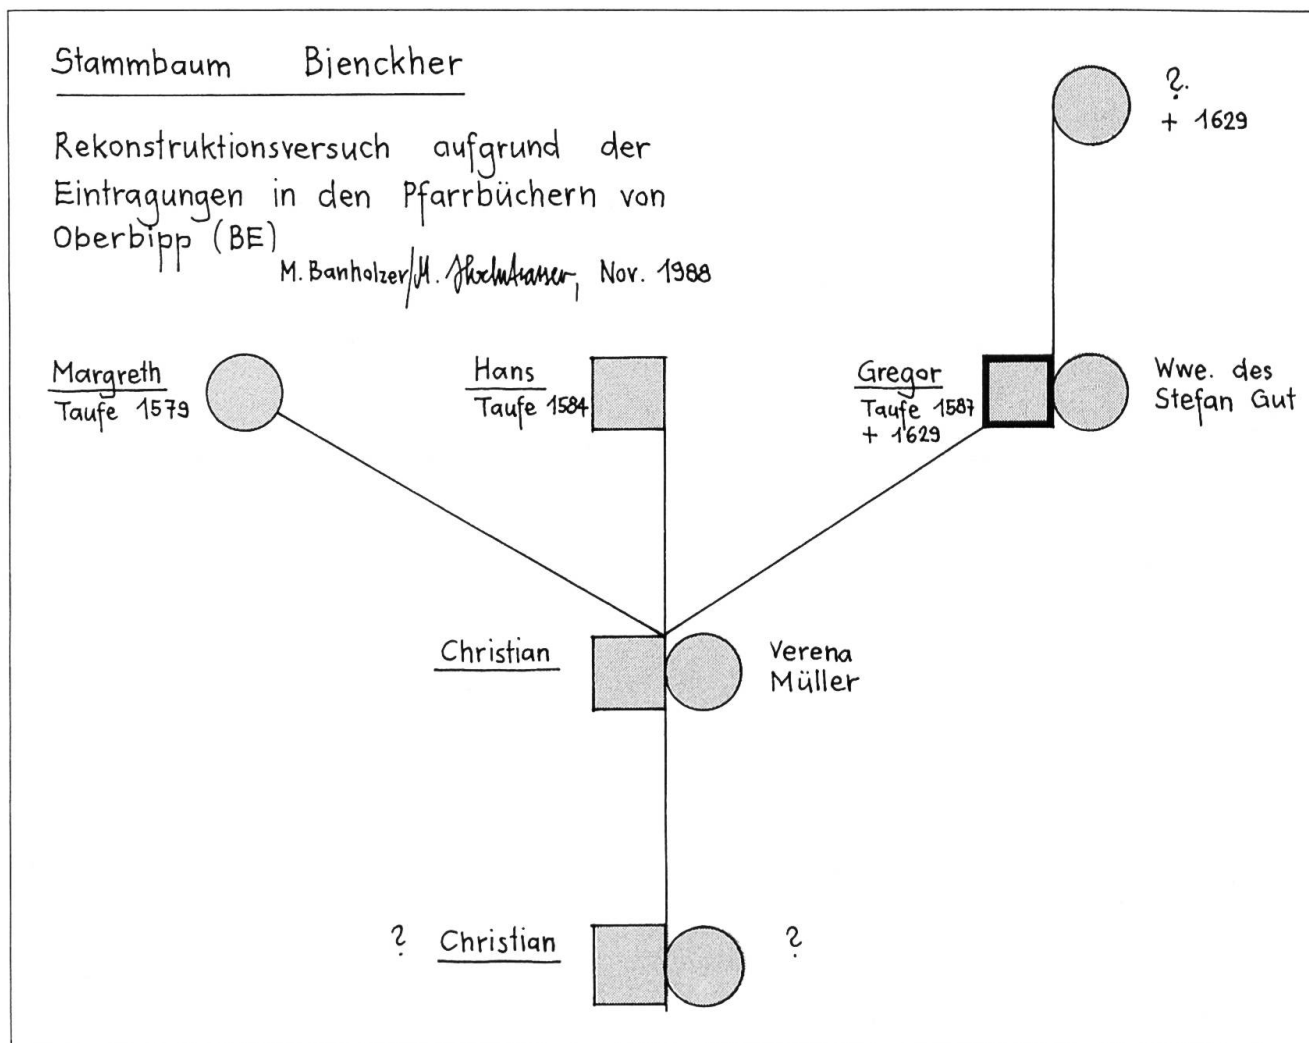 Stammbaum Bienckher
Rekonstruktionsversuch aufgrund der
Eintragungen in den Pfarrbüchern von
Oberbipp (BE)
M. Banholzer/M. Hochstrasser, Nov. 1988
?
+ 1629
Margreth
Taufe 1579
Hans
Taufe 1584
Gregor
Taufe 1587
+ 1629
Wwe. des
Stefan Gut
Christian
Verena
Müller
? Christian
?